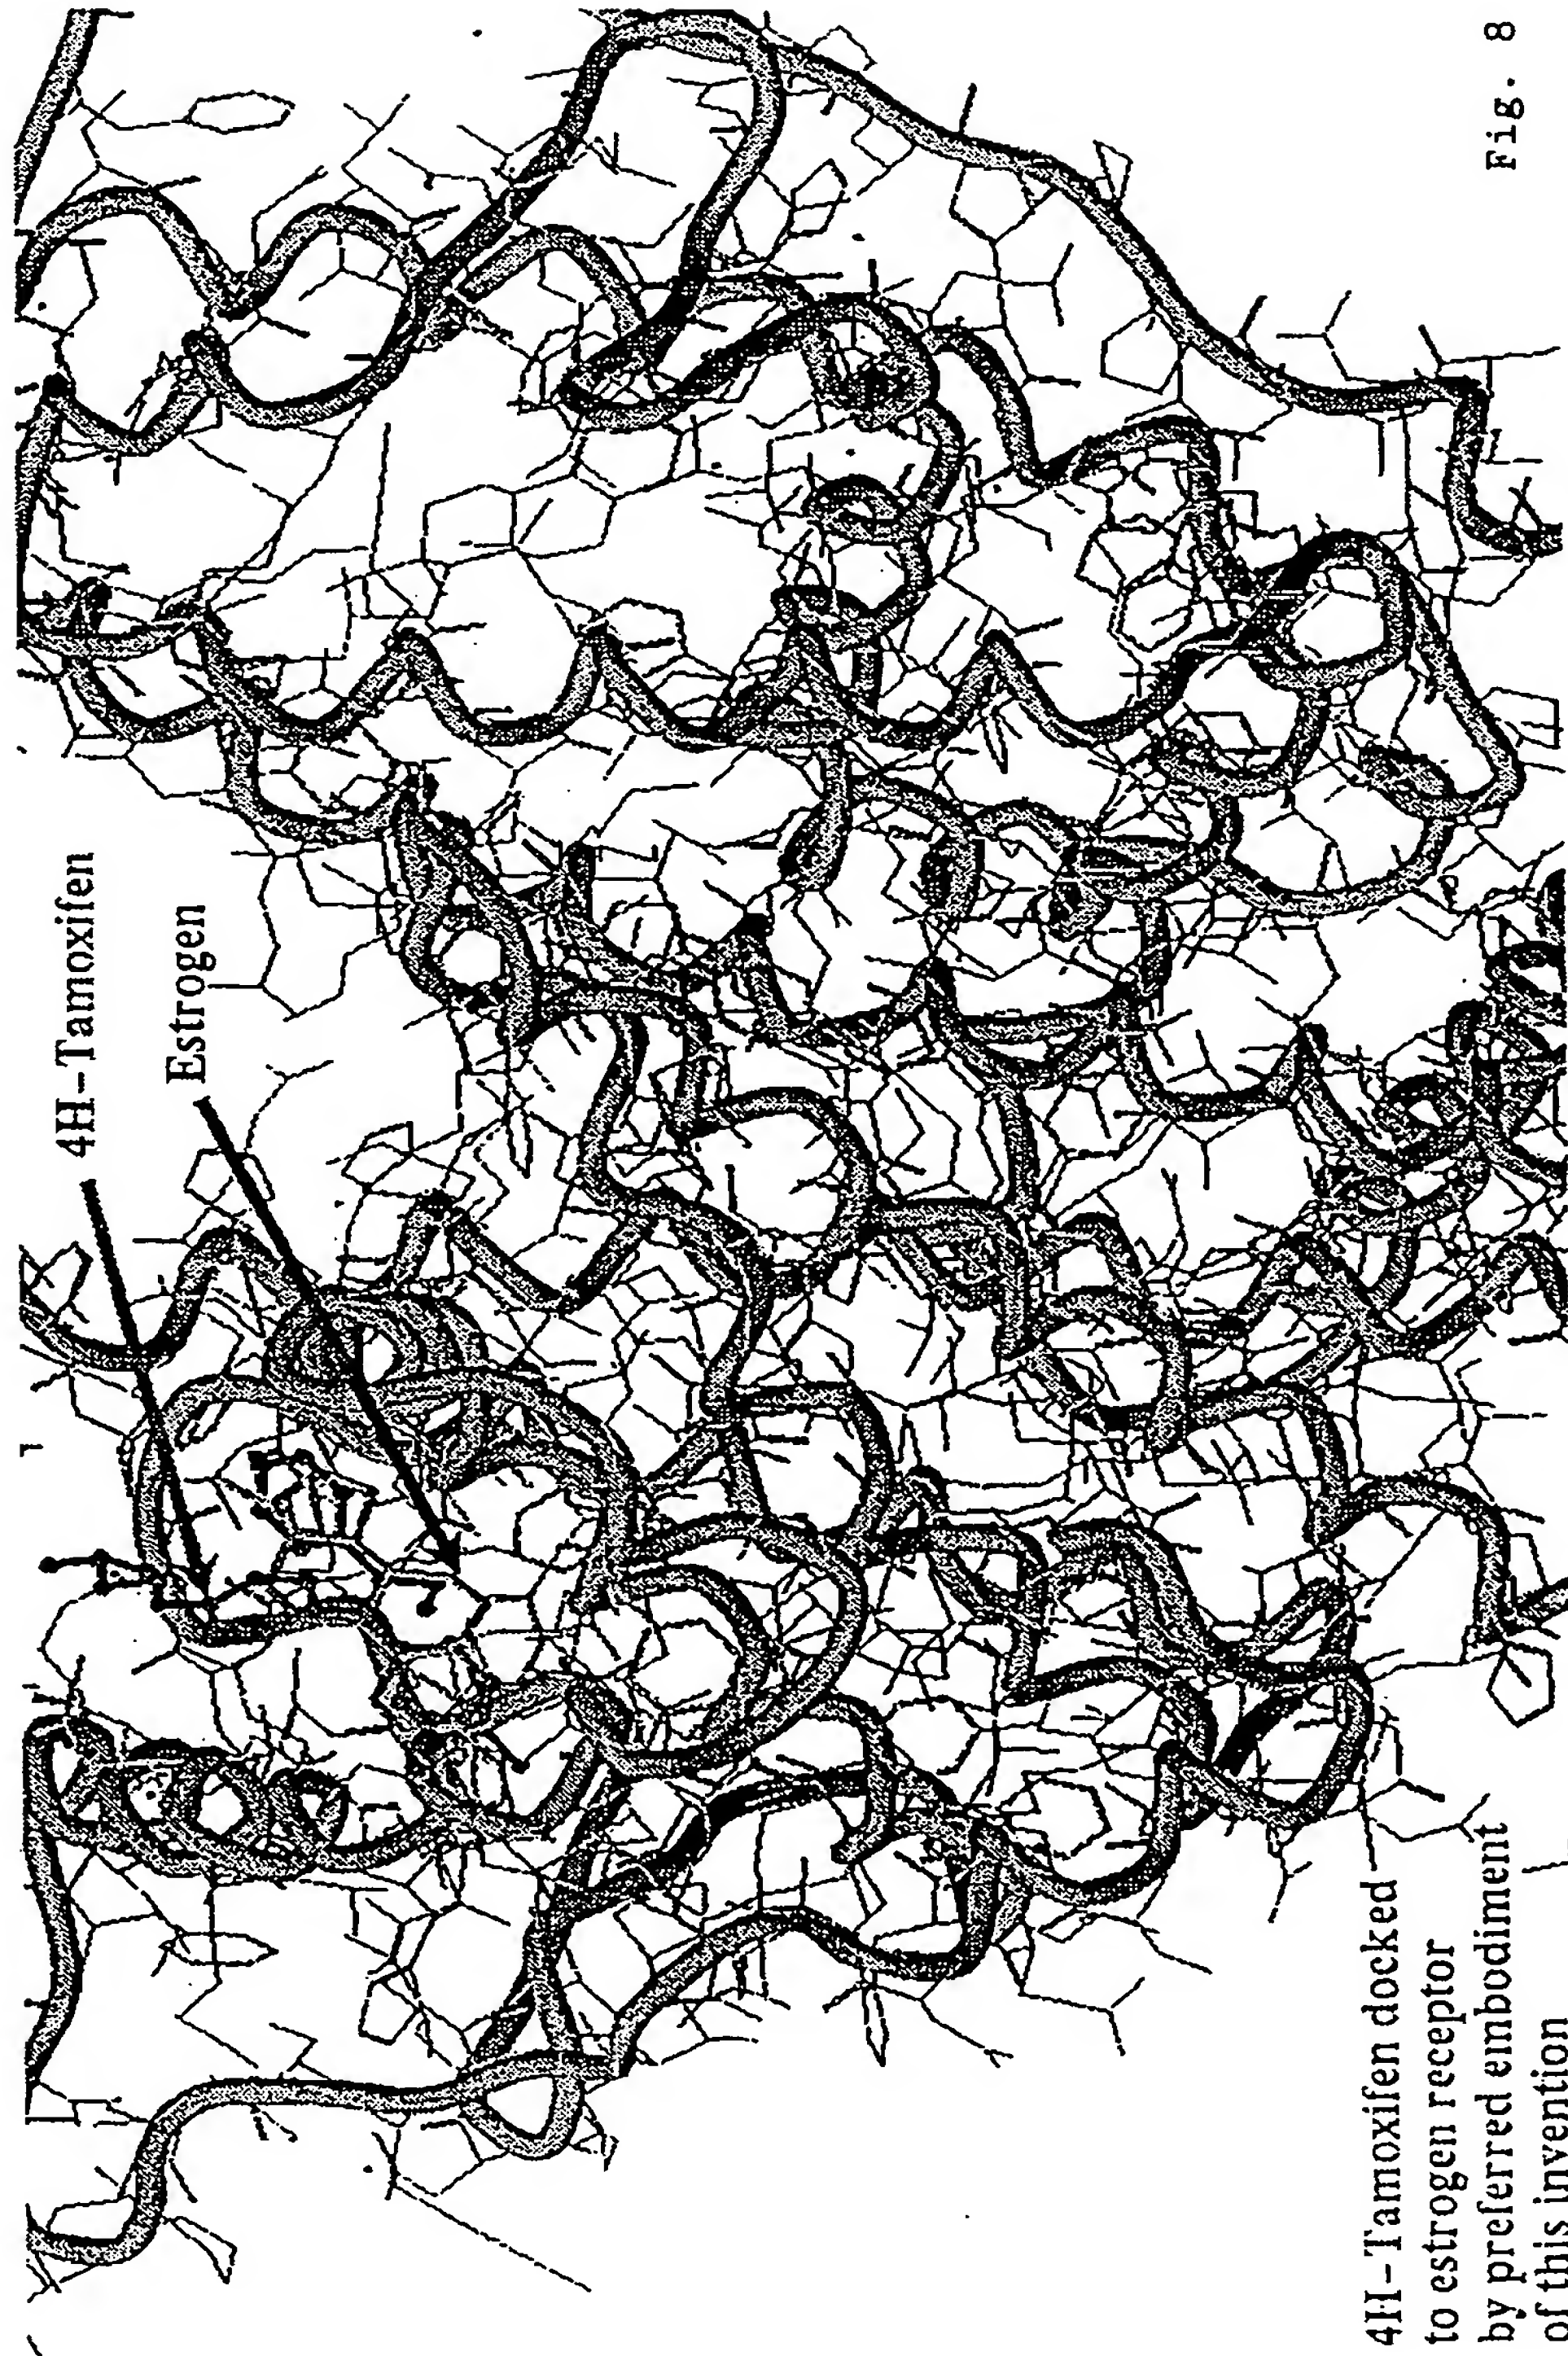 4H-Tamoxifen
Estrogen
4H-Tamoxifen docked
to estrogen receptor
by preferred embodiment
of this invention
Fig. 8